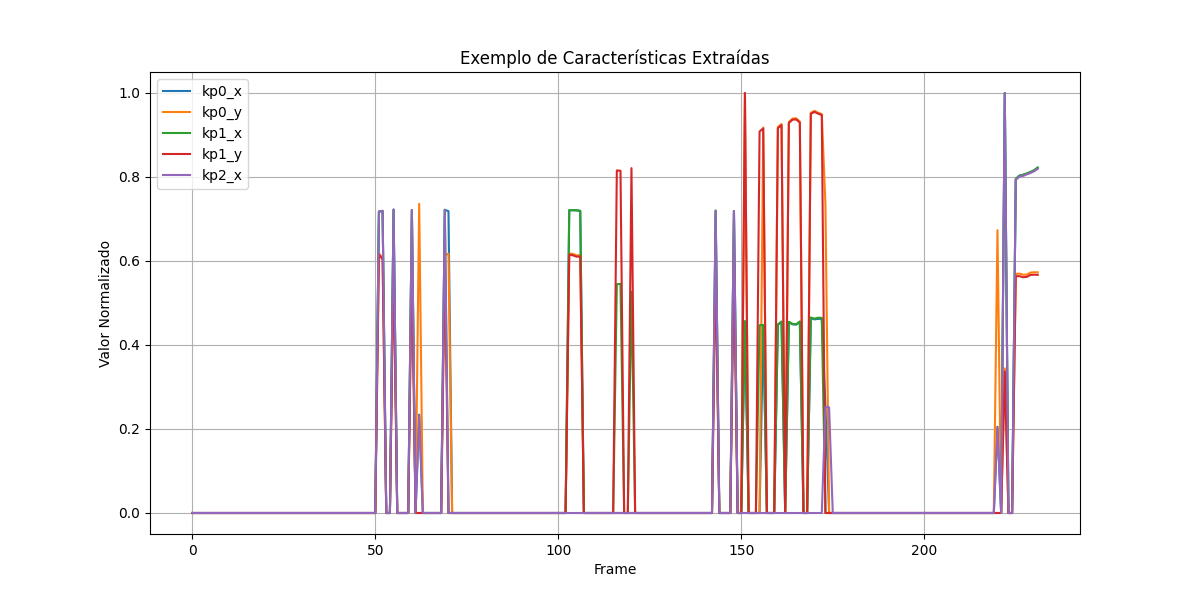 Exemplo de Características Extraídas
kp0_x
kp0_y
kp1_x
kp1_y
kp2_x
Valor Normalizado
1.0
0.8
0.6
0.4
0.2
0.0
0
50
100
150
200
Frame